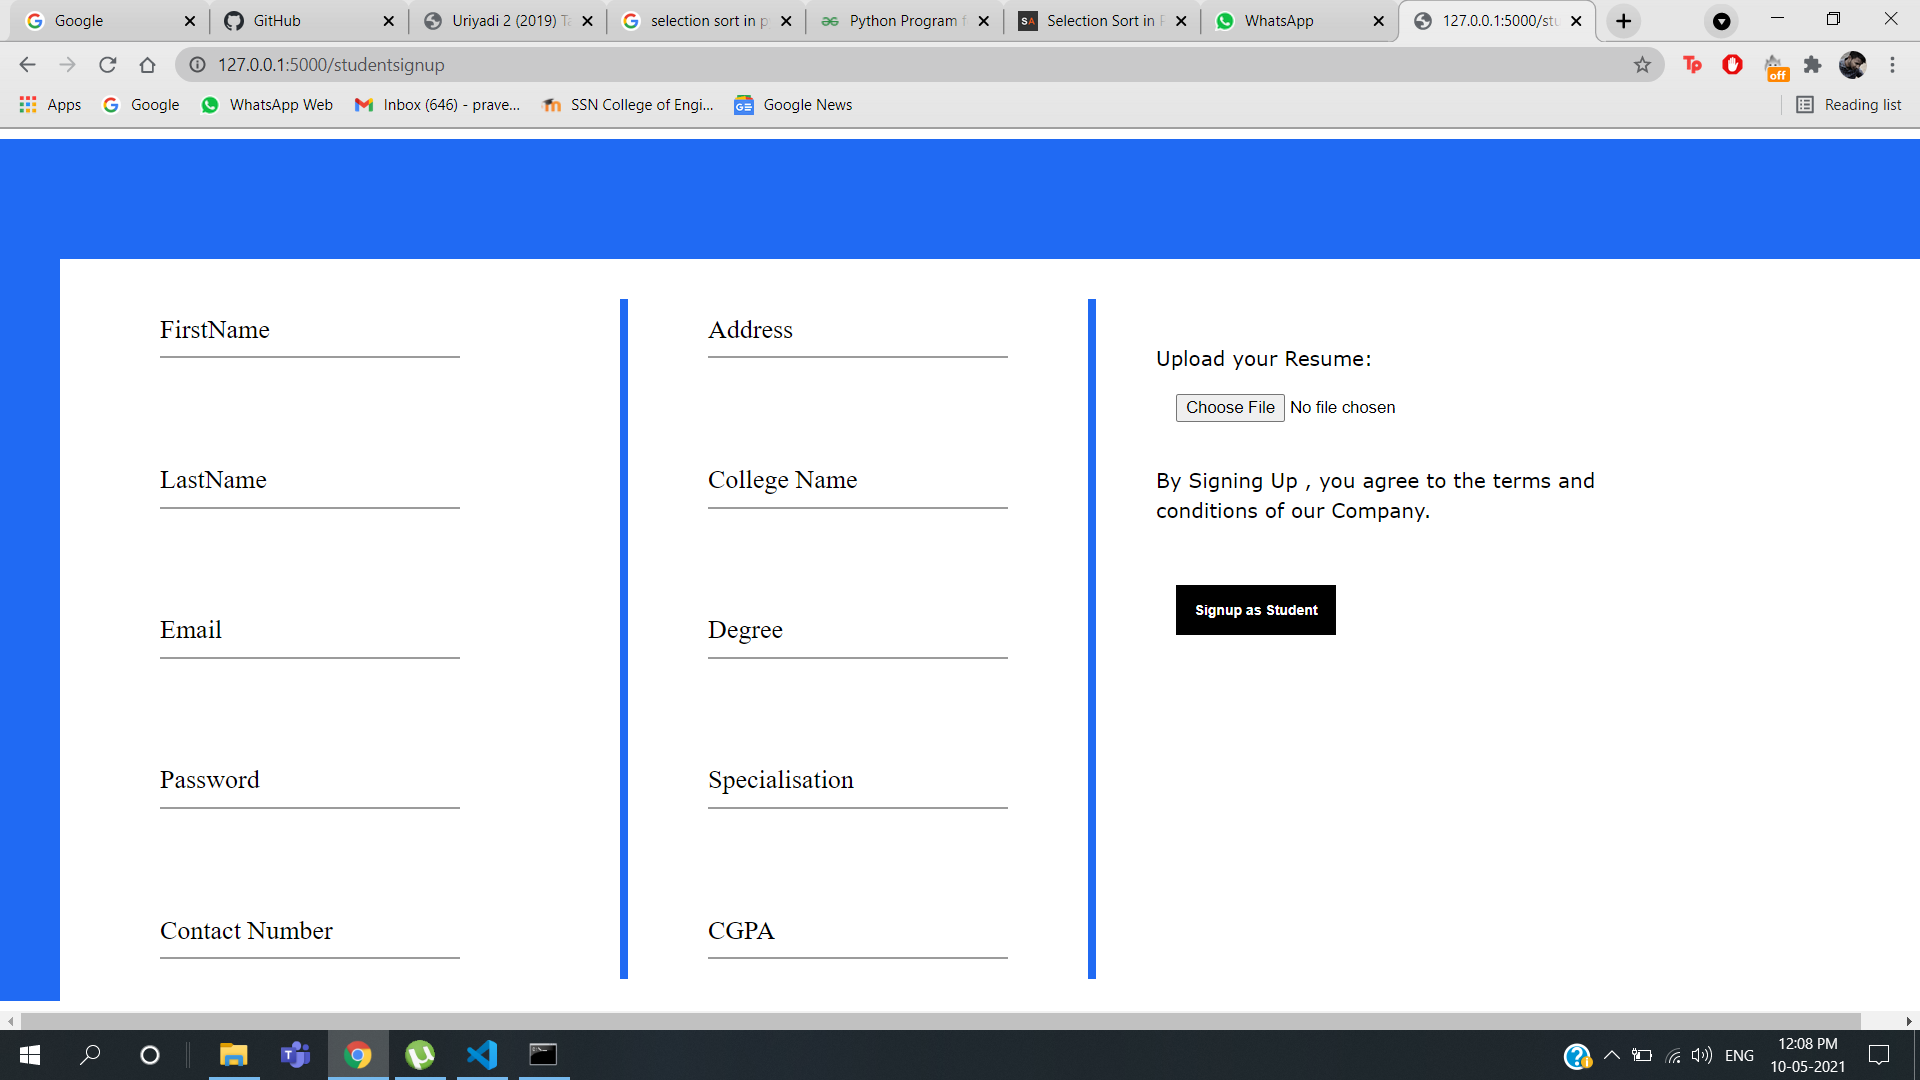 Google
GitHub
Uriyadi 2 (2019)
selection sort in p
Python Program
SA Selection Sort in
WhatsApp
127.0.0.1:5000/stu
127.0.0.1:5000/studentsignup
Tp
off
Apps
Google
WhatsApp Web
Inbox (646) - prave...
SSN College of Engi...
Google News
Reading list
FirstName
LastName
Email
Password
Contact Number
Address
College Name
Degree
Specialisation
CGPA
Upload your Resume:
Choose File No file chosen
By Signing Up , you agree to the terms and
conditions of our Company.
Signup as Student
ENG
12:08 PM
10-05-2021